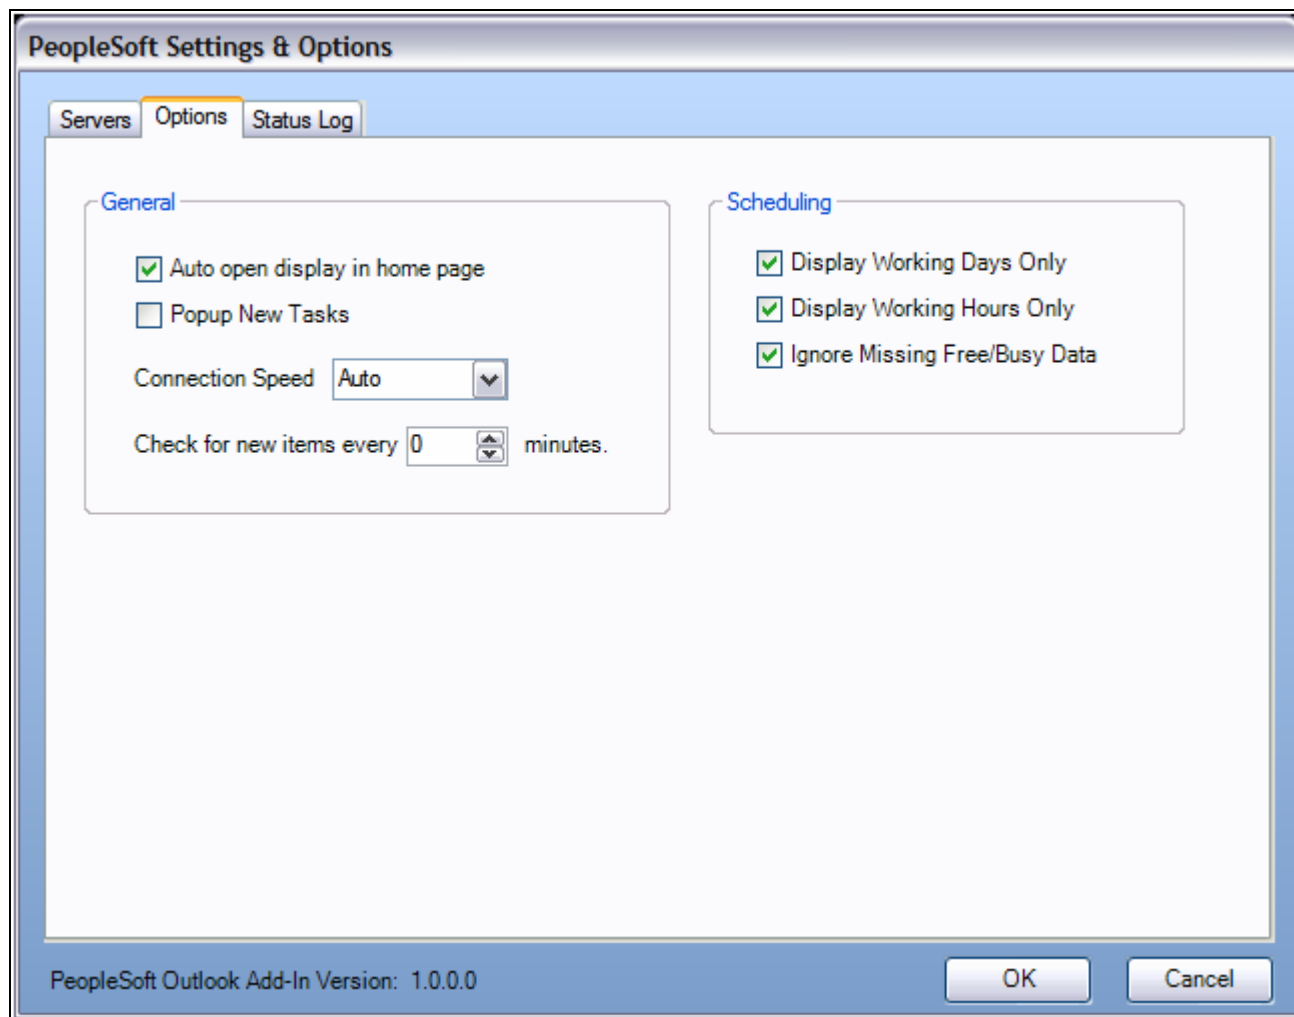 PeopleSoft Settings & Options
Servers Options Status Log
General
Auto open display in home page
Popup New Tasks
Connection Speed Auto
Check for new items every 0 minutes.
Scheduling
Display Working Days Only
Display Working Hours Only
Ignore Missing Free/Busy Data
PeopleSoft Outlook Add-In Version: 1.0.0.0
OK Cancel